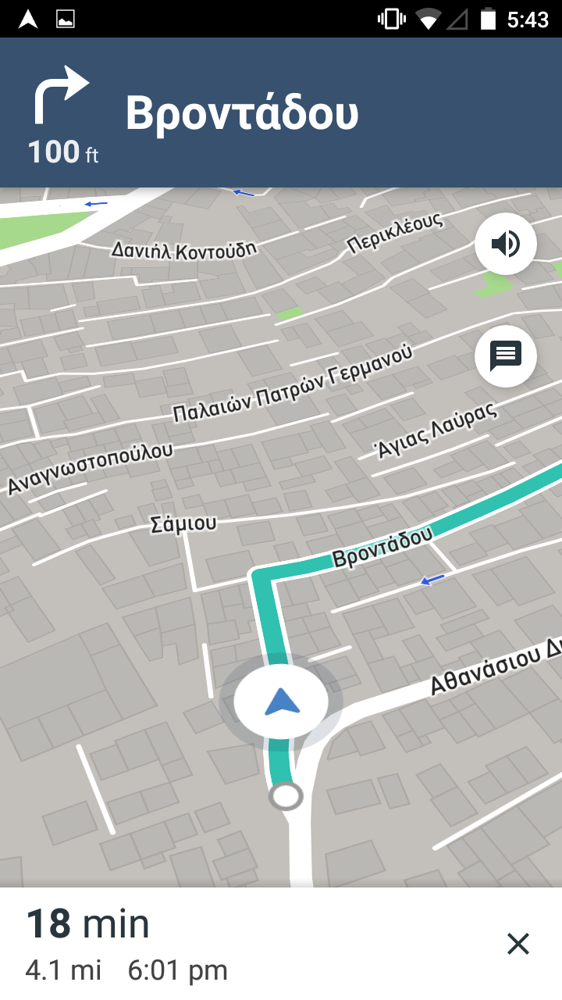 5:43
Βροντάδου
100 ft
Δανιήλ Κοντούδη
Περικλέους
Παλαιών Πατρών Γερμανού
Άγιας Λαύρας
Αναγνωστοπούλου
Σάμιου
Βροντάδου
Αθανάσιου
18 min
4.1 mi 6:01 pm